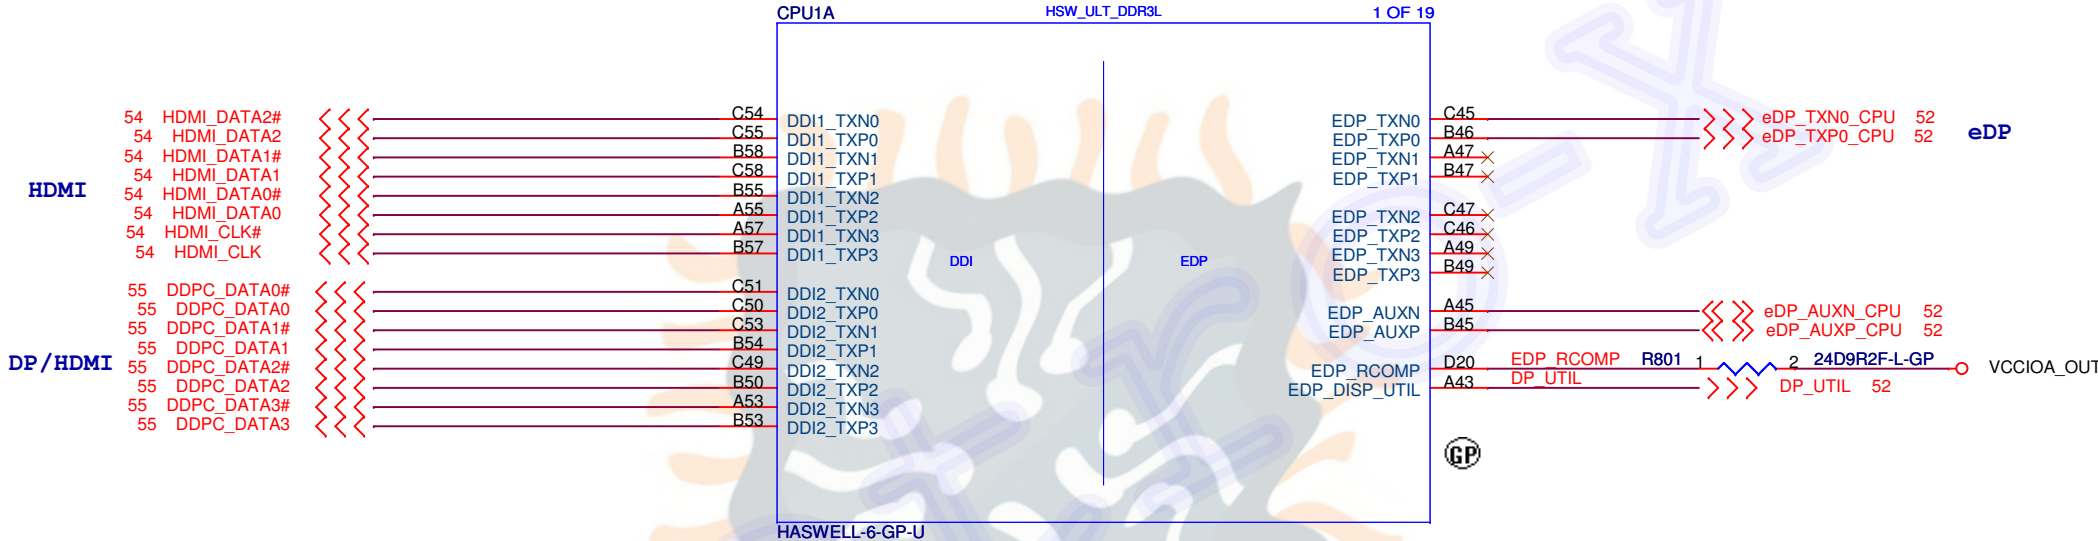 CPU1A HSW_ULT_DDR3L 1 OF 19
54 HDMI_DATA2# C54 DDI1_TXN0 EDP_TXN0 C45 eDP_TXN0_CPU 52
54 HDMI_DATA2 C55 DDI1_TXP0 EDP_TXP0 B46 eDP_TXP0_CPU 52 eDP
54 HDMI_DATA1# B58 DDI1_TXN1 EDP_TXN1 A47
54 HDMI_DATA1 C58 DDI1_TXP1 EDP_TXP1 B47
HDMI 54 HDMI_DATA0# B55 DDI1_TXN2
54 HDMI_DATA0 A55 DDI1_TXP2 EDP_TXN2 C47
54 HDMI_CLK# A57 DDI1_TXN3 EDP_TXP2 C46
54 HDMI_CLK B57 DDI1_TXP3 EDP_TXN3 A49
DDI EDP
EDP_TXP3 B49
55 DDPC_DATA0# C51 DDI2_TXN0
55 DDPC_DATA0 C50 DDI2_TXP0 EDP_AUXN A45 eDP_AUXN_CPU 52
55 DDPC_DATA1# C53 DDI2_TXN1 EDP_AUXP B45 eDP_AUXP_CPU 52
55 DDPC_DATA1 B54 DDI2_TXP1
DP/HDMI 55 DDPC_DATA2# C49 DDI2_TXN2 EDP_RCOMP D20 EDP_RCOMP R801 1 2 24D9R2F-L-GP VCCIOA_OUT
55 DDPC_DATA2 B50 DDI2_TXP2 EDP_DISP_UTIL A43 DP_UTIL DP_UTIL 52
55 DDPC_DATA3# A53 DDI2_TXN3
55 DDPC_DATA3 B53 DDI2_TXP3
GP
HASWELL-6-GP-U